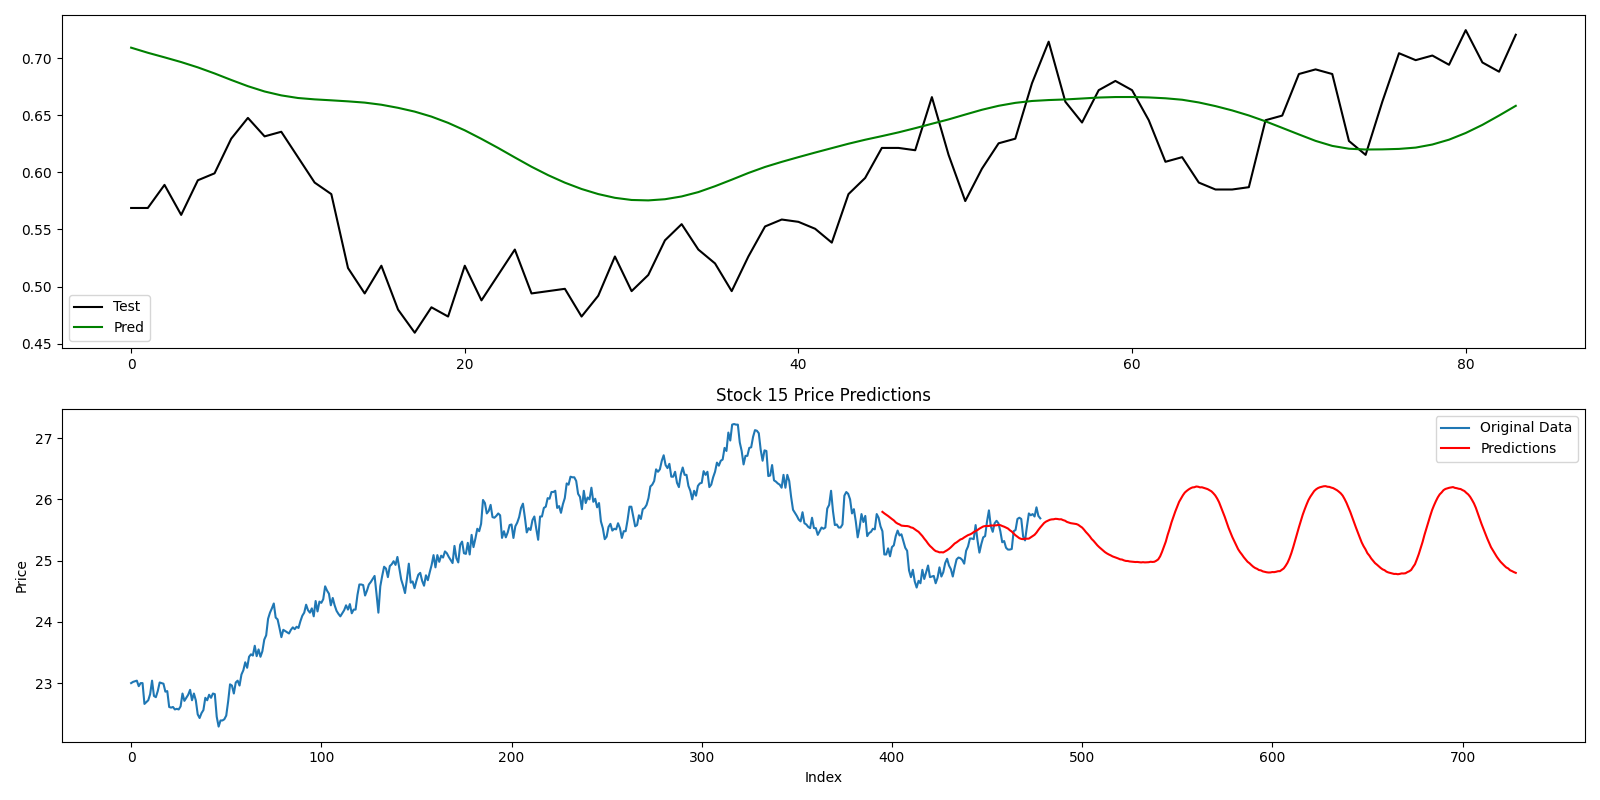 0.70
0.65
0.60
0.55
0.50
0.45
Test
Pred
0 20 40 60 80
Stock 15 Price Predictions
27
26
25
24
23
Price
Original Data
Predictions
0 100 200 300 400 500 600 700
Index